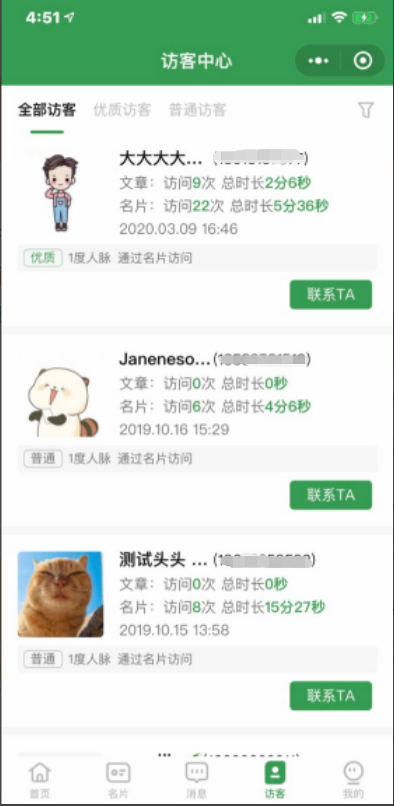 4:51
访客中心
全部访客 优质访客 普通访客
大大大大...
文章：访问9次 总时长2分6秒
名片：访问22次 总时长5分36秒
2020.03.09 16:46
优质 1度人脉 通过名片访问
联系TA
Janeneso...
文章：访问0次 总时长0秒
名片：访问6次 总时长4分6秒
2019.10.16 15:29
普通 1度人脉 通过名片访问
联系TA
测试头头 ...
文章：访问0次 总时长0秒
名片：访问8次 总时长15分27秒
2019.10.15 13:58
普通 1度人脉 通过名片访问
联系TA
首页 名片 消息 访客 我的